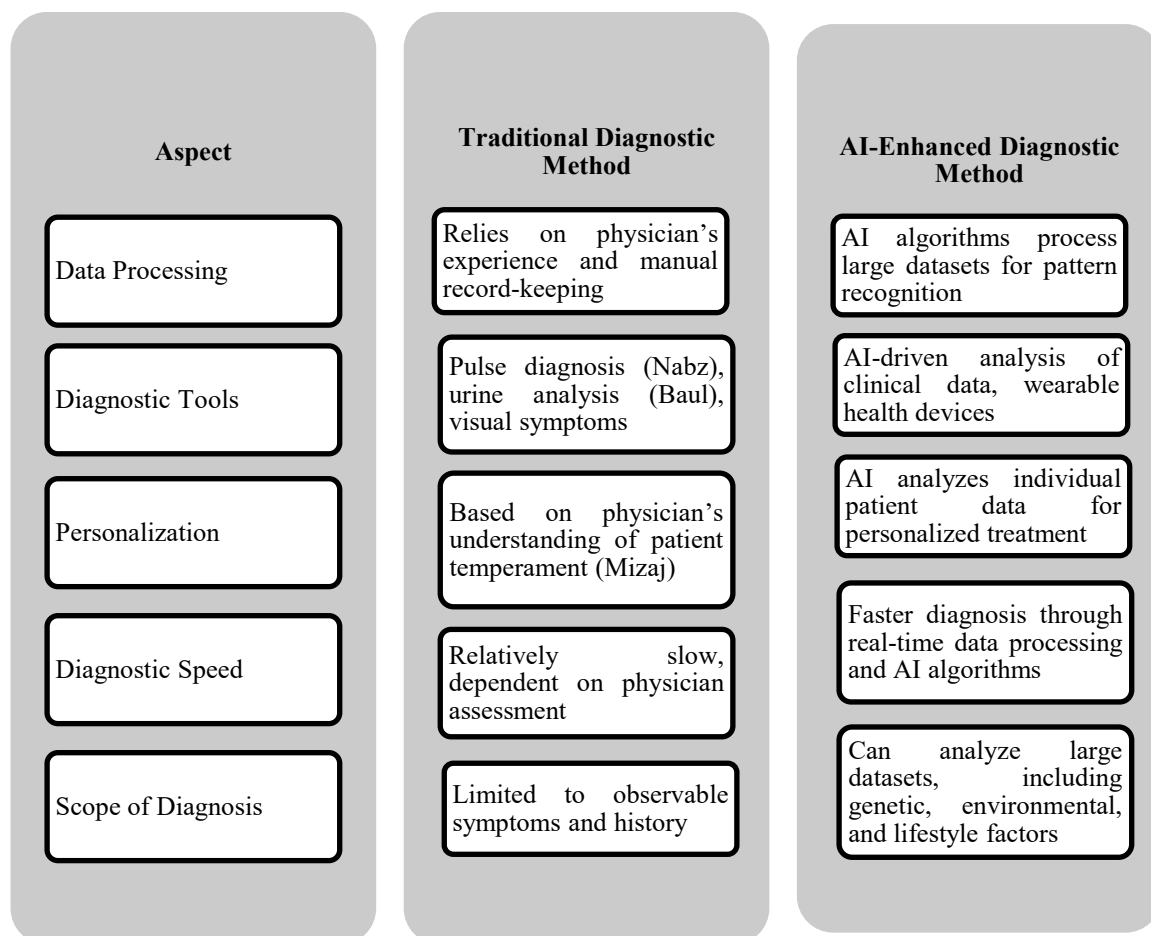 Aspect
Data Processing
Diagnostic Tools
Personalization
Diagnostic Speed
Scope of Diagnosis
Traditional Diagnostic
Method
Relies on physician’s
experience and manual
record-keeping
Pulse diagnosis (Nabz),
urine analysis (Baul),
visual symptoms
Based on physician’s
understanding of patient
temperament (Mizaj)
Relatively slow,
dependent on physician
assessment
Limited to observable
symptoms and history
AI-Enhanced Diagnostic
Method
AI algorithms process
large datasets for pattern
recognition
AI-driven analysis of
clinical data, wearable
health devices
AI analyzes individual
patient data for
personalized treatment
Faster diagnosis through
real-time data processing
and AI algorithms
Can analyze large
datasets, including
genetic, environmental,
and lifestyle factors